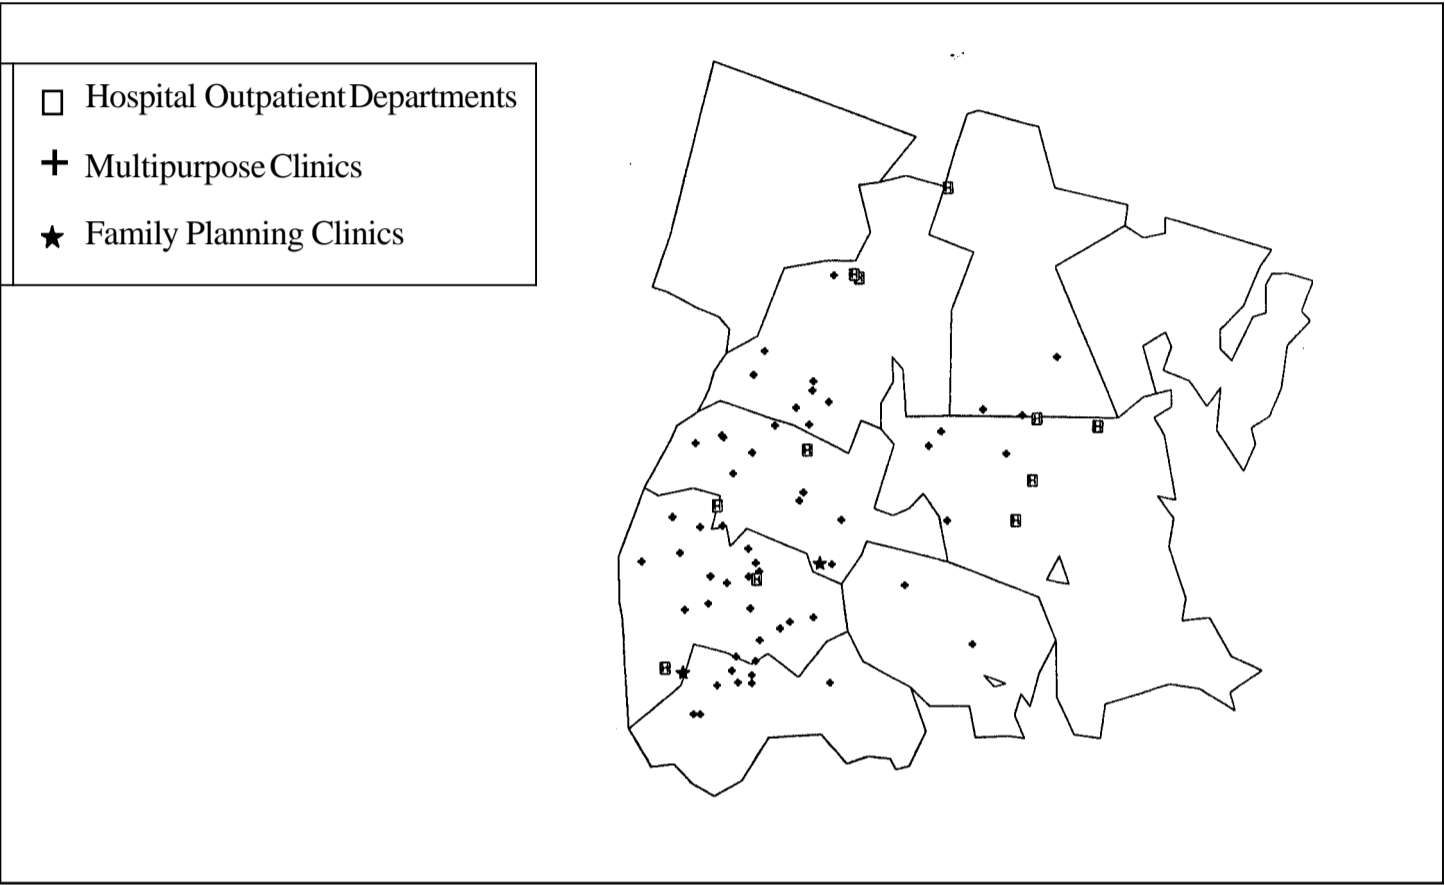 Hospital Outpatient Departments
Multipurpose Clinics
Family Planning Clinics